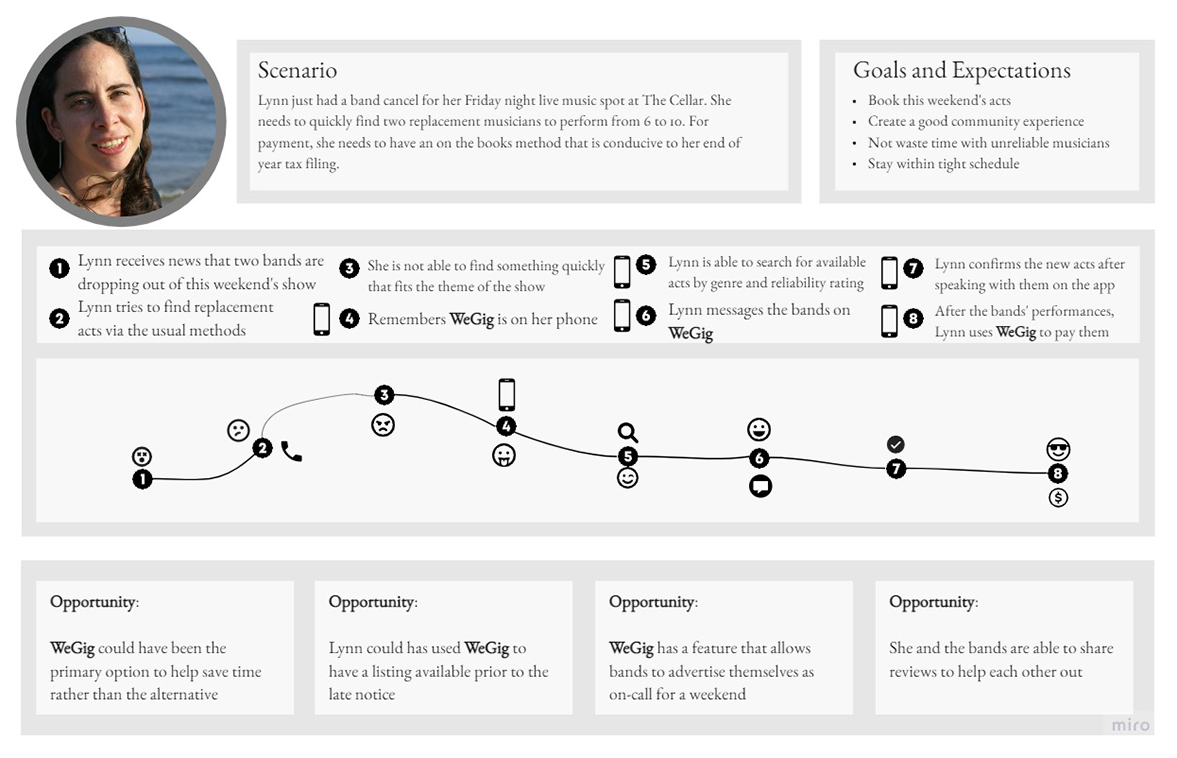 Scenario
Lynn just had a band cancel for her Friday night live music spot at The Cellar. She
needs to quickly find two replacement musicians to perform from 6 to 10. For
payment, she needs to have an on the books method that is conducive to her end of
year tax filing.
Goals and Expectations
• Book this weekend's acts
• Create a good community experience
• Not waste time with unreliable musicians
• Stay within tight schedule
1 Lynn receives news that two bands are
dropping out of this weekend's show
2 Lynn tries to find replacement
acts via the usual methods
3 She is not able to find something quickly
that fits the theme of the show
4 Remembers WeGig is on her phone
5 Lynn is able to search for available
acts by genre and reliability rating
6 Lynn messages the bands on
WeGig
7 Lynn confirms the new acts after
speaking with them on the app
8 After the bands' performances,
Lynn uses WeGig to pay them
1
2
3
4
5
6
7
8
$
Opportunity:
WeGig could have been the
primary option to help save time
rather than the alternative
Opportunity:
Lynn could has used WeGig to
have a listing available prior to the
late notice
Opportunity:
WeGig has a feature that allows
bands to advertise themselves as
on-call for a weekend
Opportunity:
She and the bands are able to share
reviews to help each other out
miro